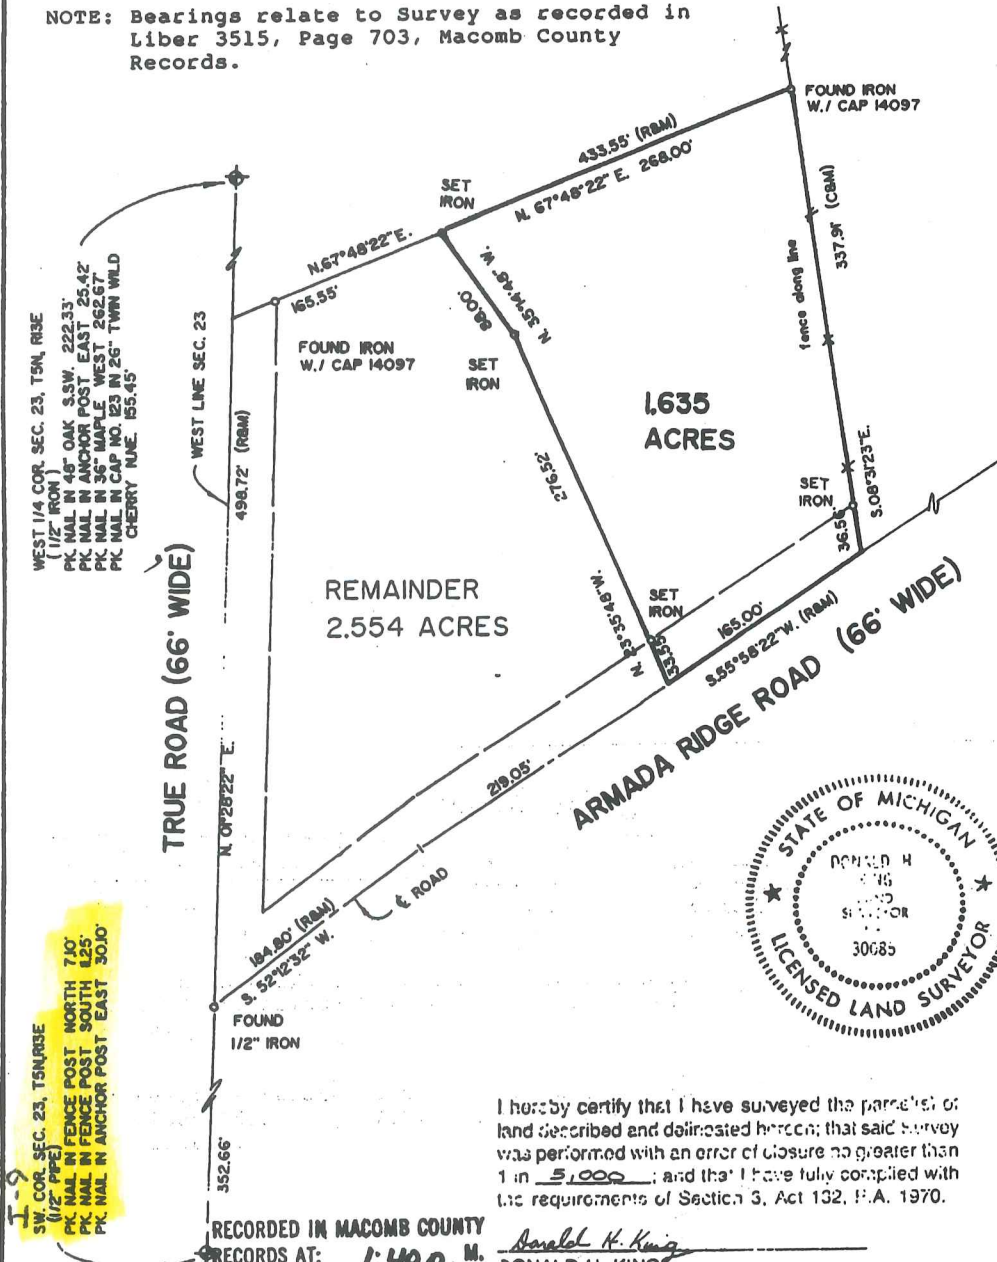 NOTE: Bearings relate to Survey as recorded in
Liber 3515, Page 703, Macomb County
Records.
FOUND IRON
W./ CAP 14097
433.55' (R&M)
N. 67°48'22" E. 268.00'
SET
IRON
N.67°48'22"E.
165.55'
FOUND IRON
W./ CAP 14097
88.00'
N. 35°14'48" W.
SET
IRON
337.91' (C&M)
fence along line
1.635
ACRES
WEST 1/4 COR. SEC. 23, T5N, R13E
(1/2" IRON)
PK. NAIL IN 48" OAK S.SW. 222.33'
PK. NAIL IN ANCHOR POST EAST 25.42'
PK. NAIL IN 36" MAPLE WEST 262.67'
PK. NAIL IN CAP NO. 123 IN 26" TWIN WILD
CHERRY N.NE. 155.45'
WEST LINE SEC. 23
498.72' (R&M)
TRUE ROAD (66' WIDE)
N. 01°28'22" E.
276.52'
N. 23°35'48"W.
33.55'
SET
IRON
SET
IRON
36.56'
S.08°31'23"E.
REMAINDER
2.554 ACRES
165.00'
S.55°58'22"W. (R&M)
ARMADA RIDGE ROAD (66' WIDE)
219.05'
℄ ROAD
184.80' (R&M)
S. 52°12'32" W.
FOUND
1/2" IRON
352.66'
I-9
SW. COR. SEC. 23, T5N,R13E
(1/2" PIPE)
PK. NAIL IN FENCE POST NORTH 7.10'
PK. NAIL IN FENCE POST SOUTH 11.25'
PK. NAIL IN ANCHOR POST EAST 30.10'
STATE OF MICHIGAN
DONALD H
30085
LICENSED LAND SURVEYOR
I hereby certify that I have surveyed the parcel(s) of
land described and delineated hereon; that said survey
was performed with an error of closure no greater than
1 in 5,000; and that I have fully complied with
the requirements of Section 3, Act 132, P.A. 1970.
RECORDED IN MACOMB COUNTY
RECORDS AT: M.
Donald H. King
DONALD H. KING